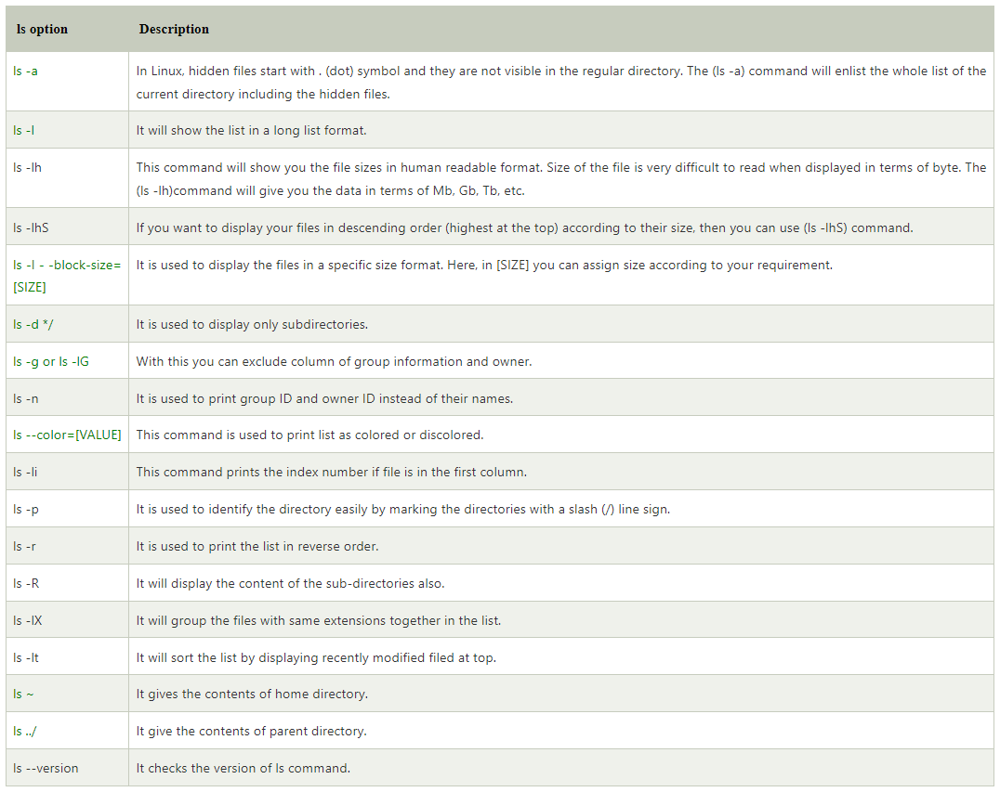 ls option Description
ls -a In Linux, hidden files start with . (dot) symbol and they are not visible in the regular directory. The (ls -a) command will enlist the whole list of the
current directory including the hidden files.
ls -l It will show the list in a long list format.
ls -lh This command will show you the file sizes in human readable format. Size of the file is very difficult to read when displayed in terms of byte. The
(ls -lh)command will give you the data in terms of Mb, Gb, Tb, etc.
ls -lhS If you want to display your files in descending order (highest at the top) according to their size, then you can use (ls -lhS) command.
ls -l - -block-size= It is used to display the files in a specific size format. Here, in [SIZE] you can assign size according to your requirement.
[SIZE]
ls -d */ It is used to display only subdirectories.
ls -g or ls -lG With this you can exclude column of group information and owner.
ls -n It is used to print group ID and owner ID instead of their names.
ls --color=[VALUE] This command is used to print list as colored or discolored.
ls -li This command prints the index number if file is in the first column.
ls -p It is used to identify the directory easily by marking the directories with a slash (/) line sign.
ls -r It is used to print the list in reverse order.
ls -R It will display the content of the sub-directories also.
ls -lX It will group the files with same extensions together in the list.
ls -lt It will sort the list by displaying recently modified filed at top.
ls ~ It gives the contents of home directory.
ls ../ It give the contents of parent directory.
ls --version It checks the version of ls command.